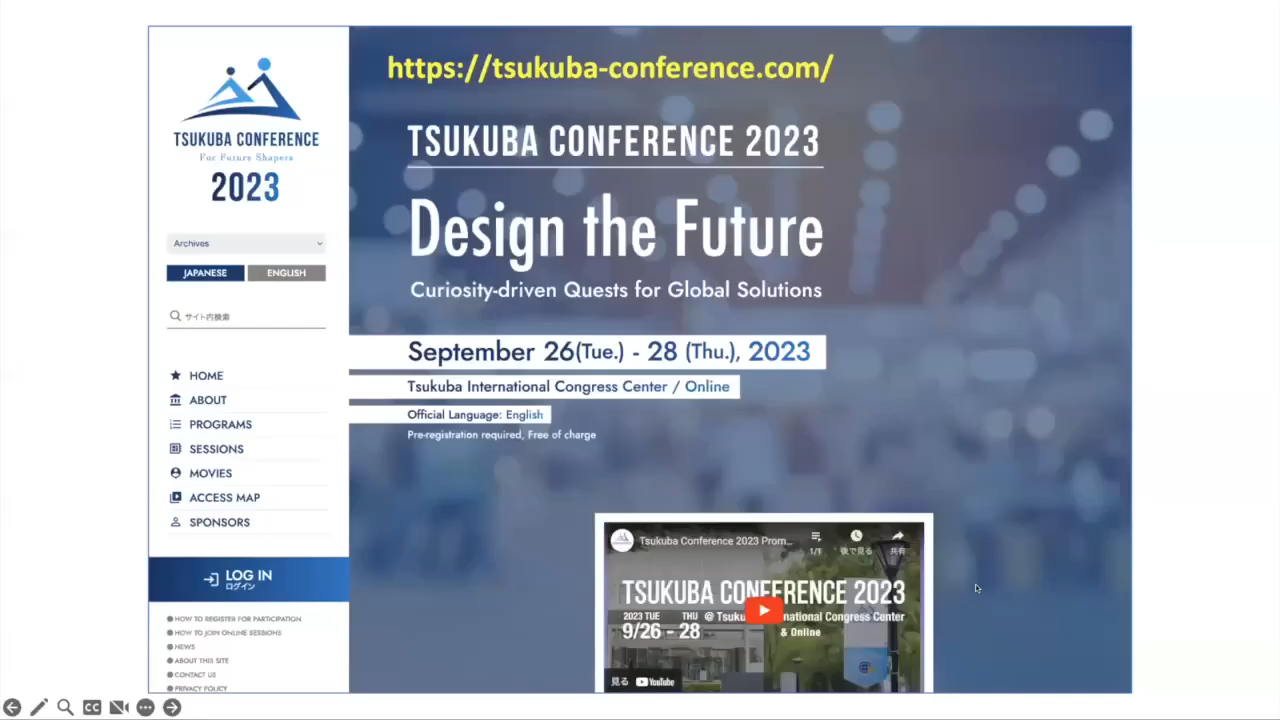 https://tsukuba-conference.com/
TSUKUBA CONFERENCE
For Future Shapers
2023
Archives
JAPANESE ENGLISH
サイト内検索
HOME
ABOUT
PROGRAMS
SESSIONS
MOVIES
ACCESS MAP
SPONSORS
LOG IN
ログイン
HOW TO REGISTER FOR PARTICIPATION
HOW TO JOIN ONLINE SESSIONS
NEWS
ABOUT THIS SITE
CONTACT US
PRIVACY POLICY
TSUKUBA CONFERENCE 2023
Design the Future
Curiosity-driven Quests for Global Solutions
September 26(Tue.) - 28 (Thu.), 2023
Tsukuba International Congress Center / Online
Official Language: English
Pre-registration required, Free of charge
Tsukuba Conference 2023 Prom...
1/1 後で見る 共有
TSUKUBA CONFERENCE 2023
2023 TUE THU @ Tsuku national Congress Center
9/26 - 28 & Online
見る YouTube
CC